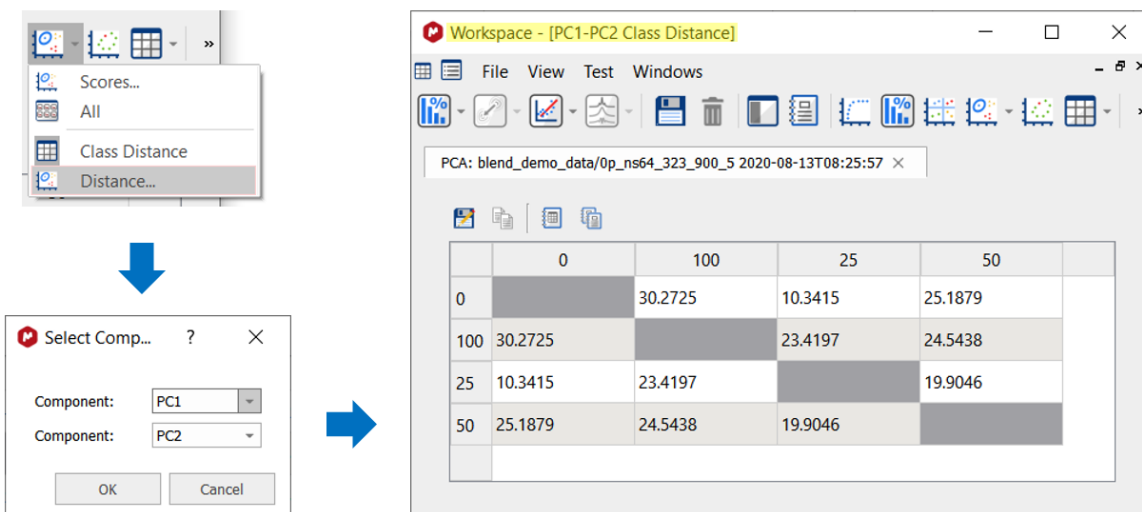 »
Scores...
All
Class Distance
Distance...
Select Comp... ? ×
Component: PC1
Component: PC2
OK Cancel
Workspace - [PC1-PC2 Class Distance]
File View Test Windows
PCA: blend_demo_data/0p_ns64_323_900_5 2020-08-13T08:25:57 ×
0 100 25 50
0 30.2725 10.3415 25.1879
100 30.2725 23.4197 24.5438
25 10.3415 23.4197 19.9046
50 25.1879 24.5438 19.9046